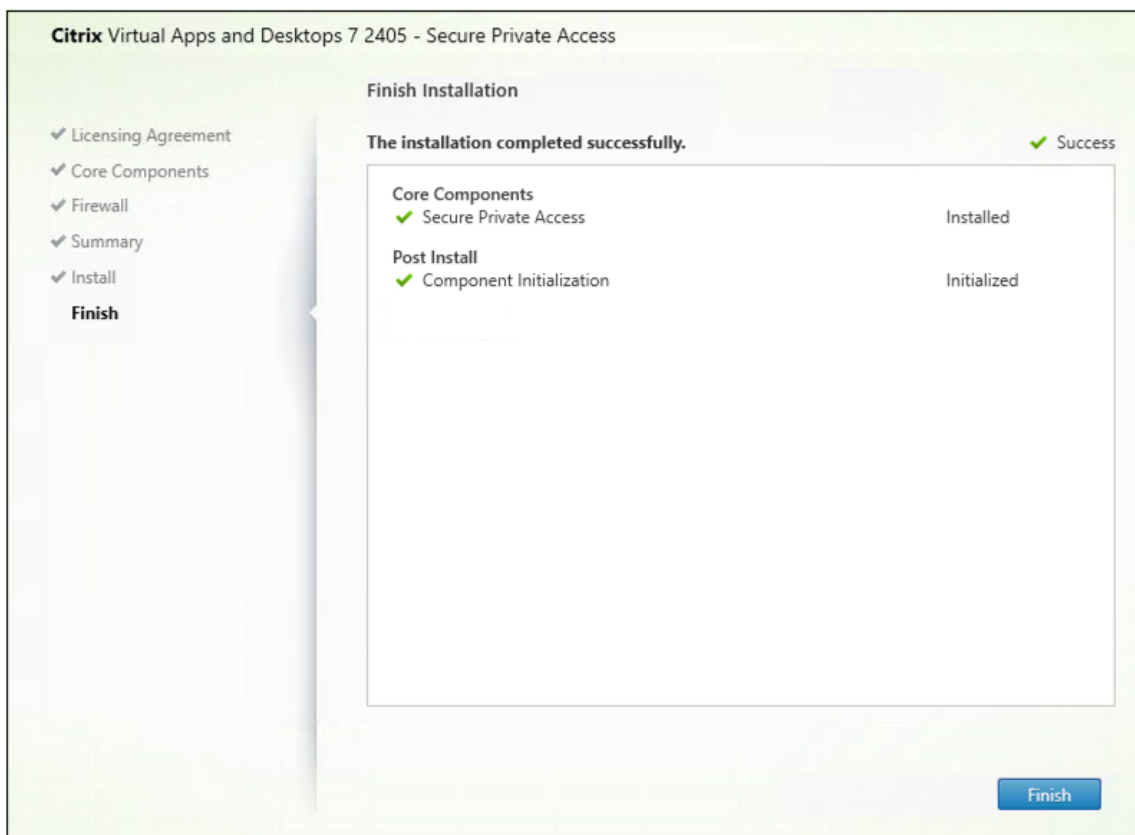 Citrix Virtual Apps and Desktops 7 2405 - Secure Private Access
Licensing Agreement
Core Components
Firewall
Summary
Install
Finish
Finish Installation
The installation completed successfully.
Success
Core Components
Secure Private Access Installed
Post Install
Component Initialization Initialized
Finish